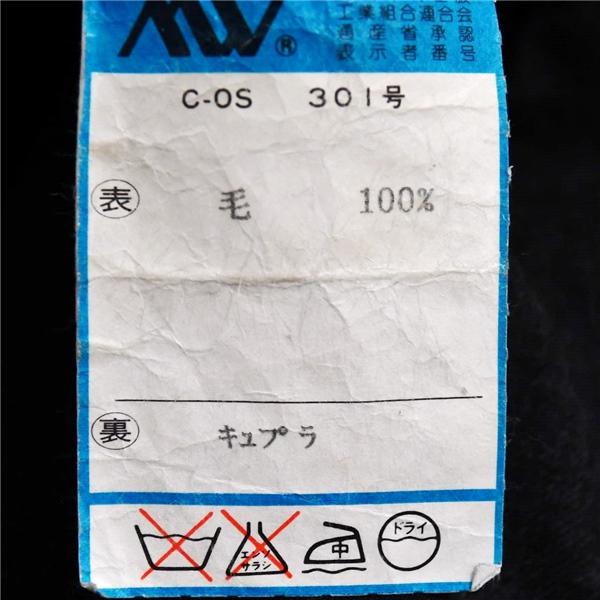 MW®
工業組合連合会
通産省承認
表示者番号
C-OS 301号
表 毛 100%
裏 キュプラ
エンソ
サラシ
中
ドライ